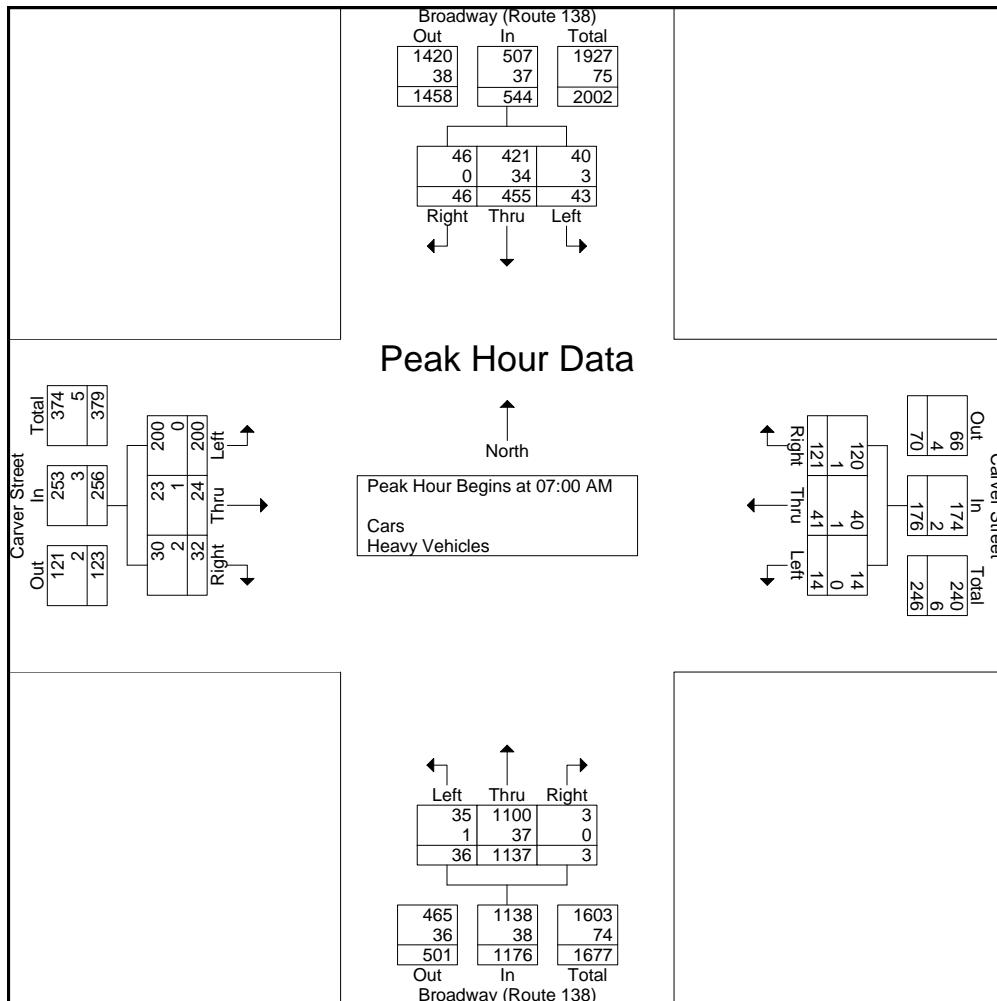 Broadway (Route 138)
Out In Total
1420 507 1927
38 37 75
1458 544 2002
46 421 40
0 34 3
46 455 43
Right Thru Left
Peak Hour Data
North
Peak Hour Begins at 07:00 AM
Cars
Heavy Vehicles
Carver Street
Total In Out
374 253 121
5 3 2
379 256 123
200 23 30
0 1 2
200 24 32
Left Thru Right
Carver Street
Out In Total
66 174 240
4 2 6
70 176 246
120 40 14
1 1 0
121 41 14
Right Thru Left
Left Thru Right
35 1100 3
1 37 0
36 1137 3
465 1138 1603
36 38 74
501 1176 1677
Out In Total
Broadway (Route 138)